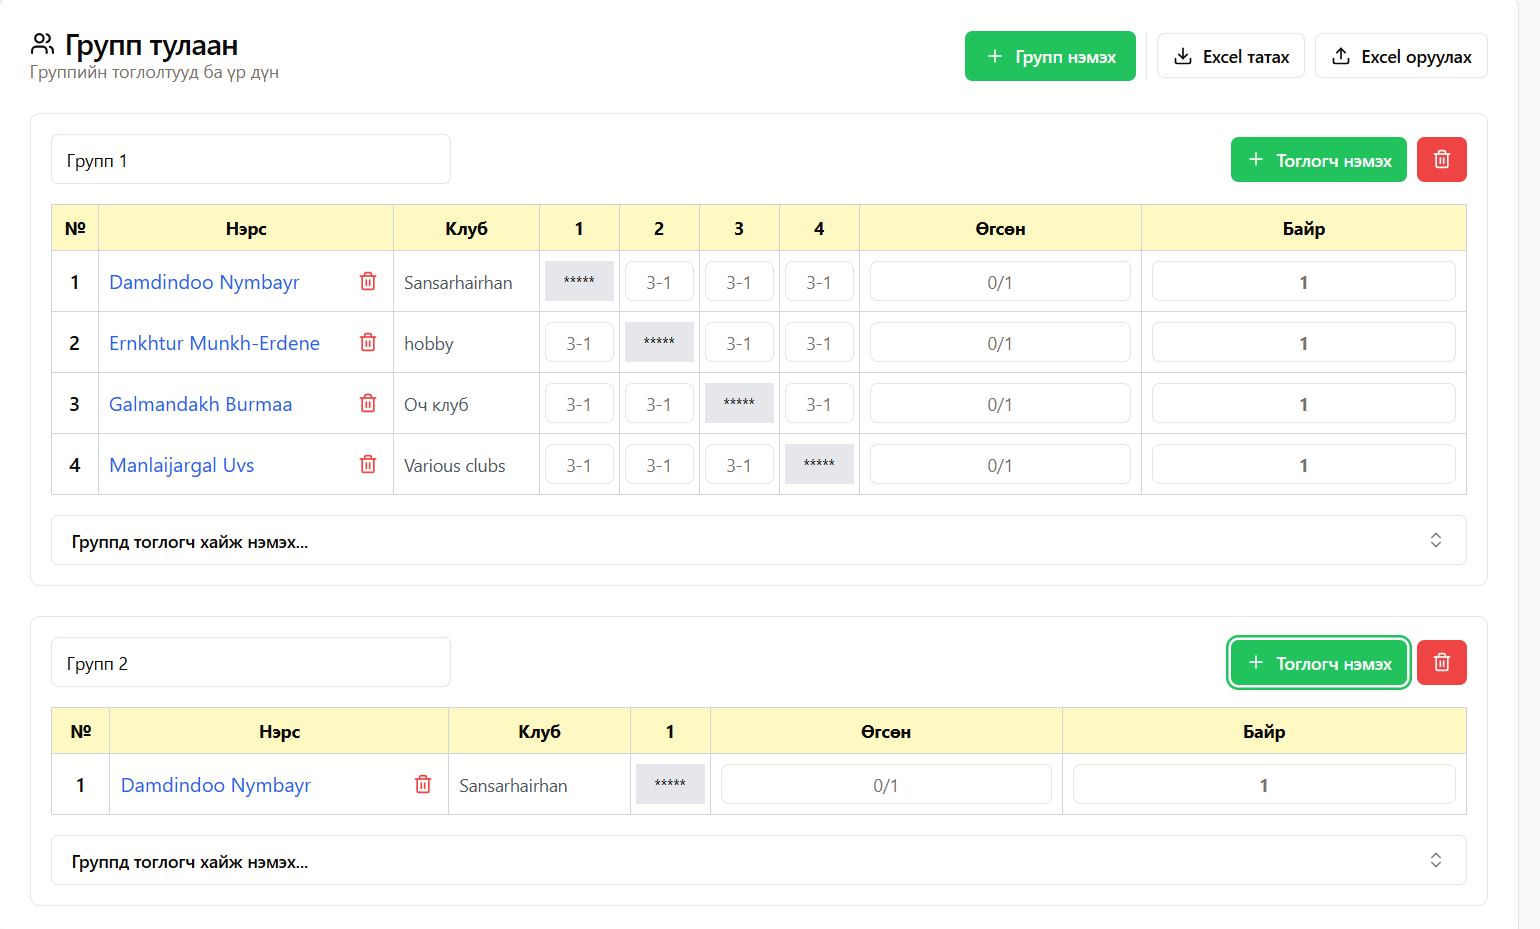 Групп тулаан
Группийн тоглолтууд ба үр дүн
Групп нэмэх
Excel татах
Excel оруулах
Групп 1
Тоглогч нэмэх
№ Нэрс Клуб 1 2 3 4 Өгсөн Байр
1 Damdindoo Nymbayr Sansarhairhan ***** 3-1 3-1 3-1 0/1 1
2 Ernkhtur Munkh-Erdene hobby 3-1 ***** 3-1 3-1 0/1 1
3 Galmandakh Burmaa Оч клуб 3-1 3-1 ***** 3-1 0/1 1
4 Manlaijargal Uvs Various clubs 3-1 3-1 3-1 ***** 0/1 1
Группд тоглогч хайж нэмэх...
Групп 2
Тоглогч нэмэх
№ Нэрс Клуб 1 Өгсөн Байр
1 Damdindoo Nymbayr Sansarhairhan ***** 0/1 1
Группд тоглогч хайж нэмэх...